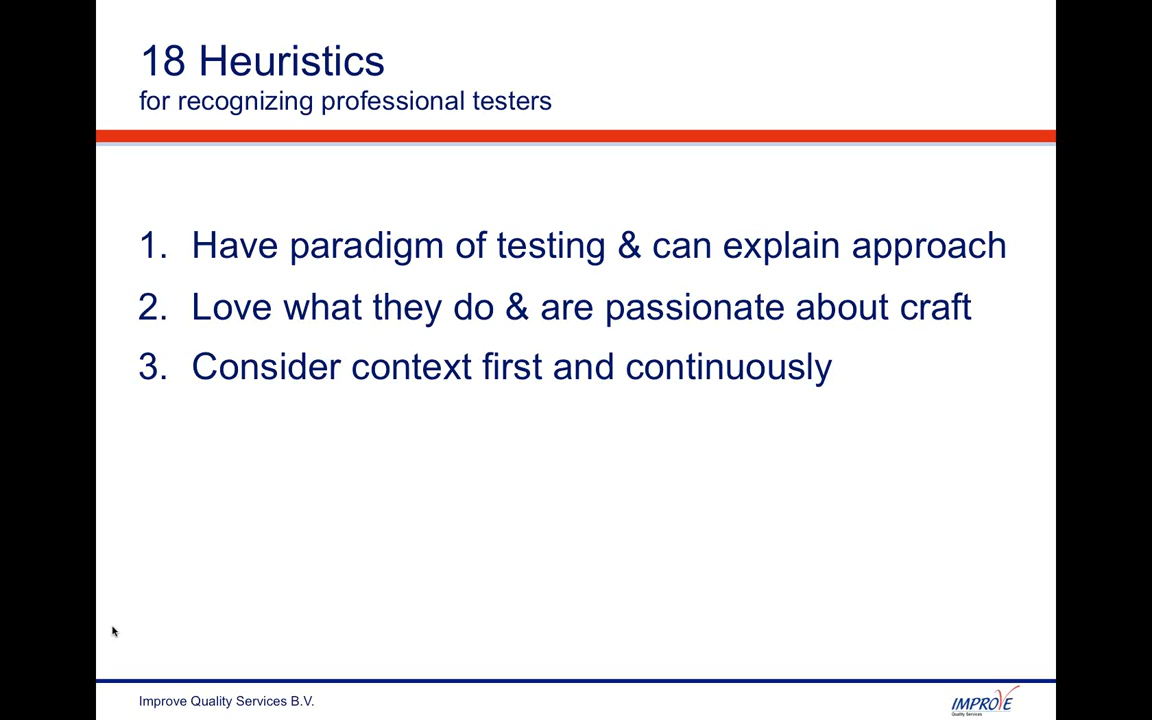 18 Heuristics
for recognizing professional testers
1. Have paradigm of testing & can explain approach
2. Love what they do & are passionate about craft
3. Consider context first and continuously
Improve Quality Services B.V.
IMPROVE
Quality Services